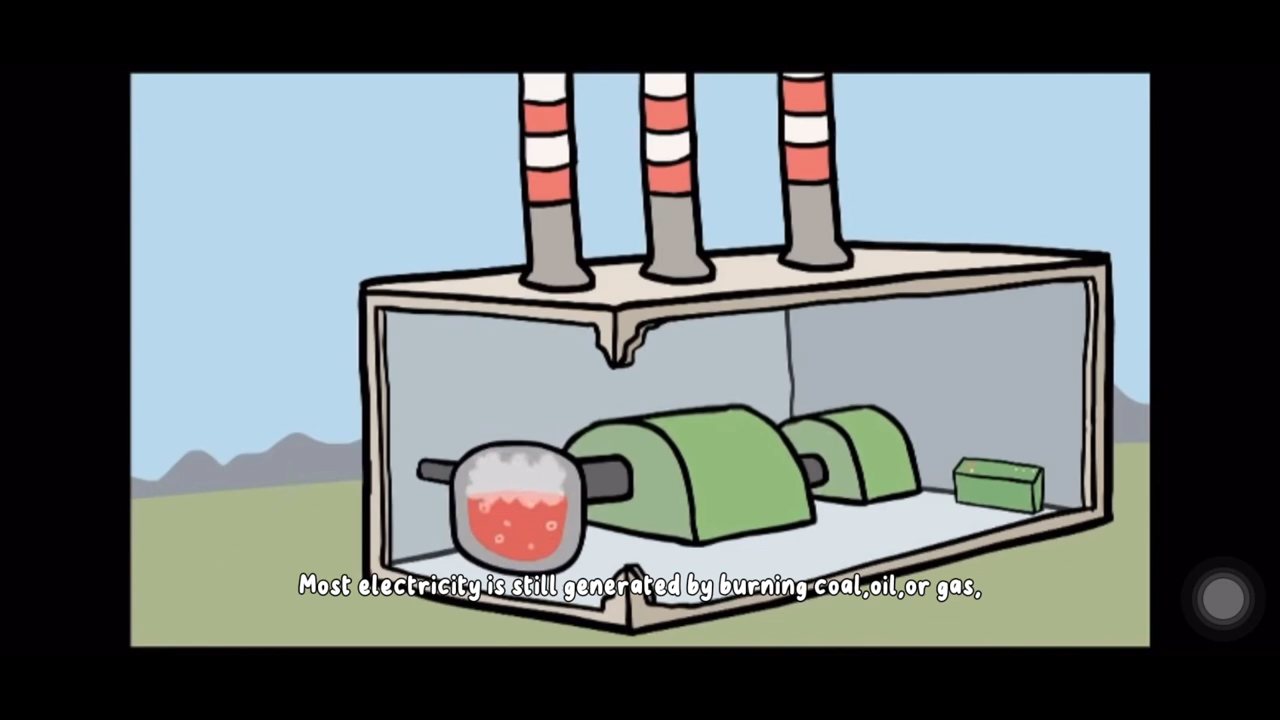 Most electricity is still generated by burning coal,oil,or gas,